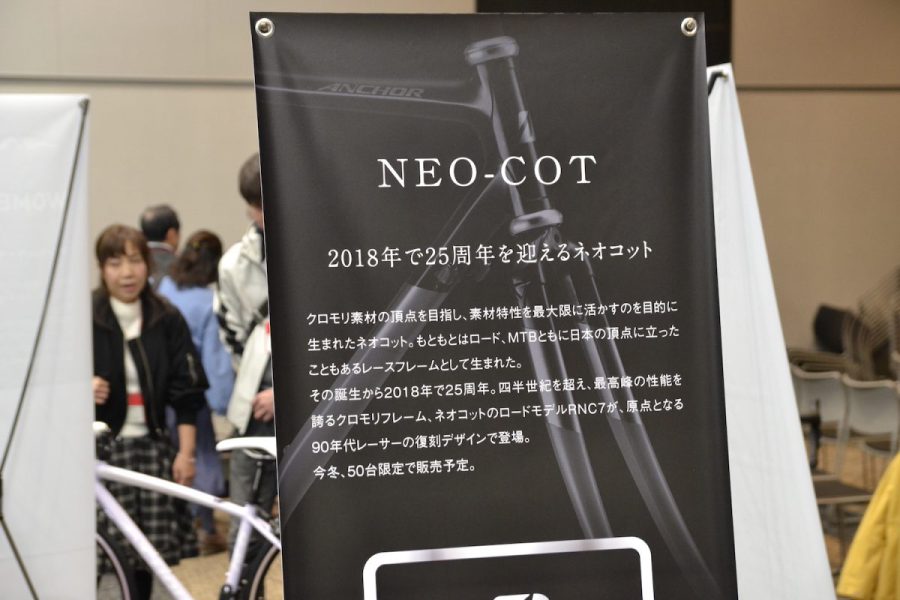 ANCHOR
NEO-COT
2018年で25周年を迎えるネオコット
クロモリ素材の頂点を目指し、素材特性を最大限に活かすのを目的に
生まれたネオコット。もともとはロード、MTBともに日本の頂点に立った
こともあるレースフレームとして生まれた。
その誕生から2018年で25周年。四半世紀を超え、最高峰の性能を
誇るクロモリフレーム、ネオコットのロードモデルRNC7が、原点となる
90年代レーサーの復刻デザインで登場。
今冬、50台限定で販売予定。